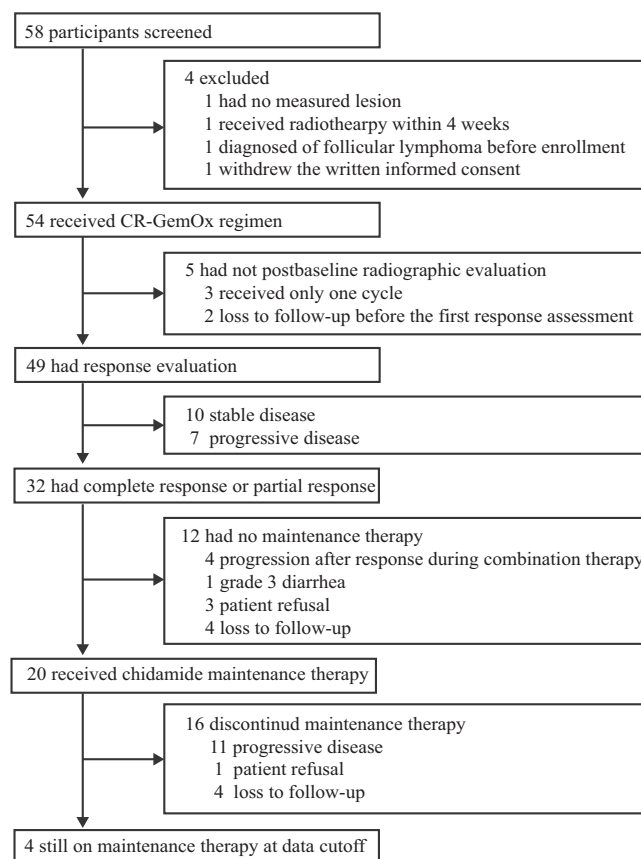 58 participants screened
4 excluded
1 had no measured lesion
1 received radiothearpy within 4 weeks
1 diagnosed of follicular lymphoma before enrollment
1 withdrew the written informed consent
54 received CR-GemOx regimen
5 had not postbaseline radiographic evaluation
3 received only one cycle
2 loss to follow-up before the first response assessment
49 had response evaluation
10 stable disease
7 progressive disease
32 had complete response or partial response
12 had no maintenance therapy
4 progression after response during combination therapy
1 grade 3 diarrhea
3 patient refusal
4 loss to follow-up
20 received chidamide maintenance therapy
16 discontinud maintenance therapy
11 progressive disease
1 patient refusal
4 loss to follow-up
4 still on maintenance therapy at data cutoff